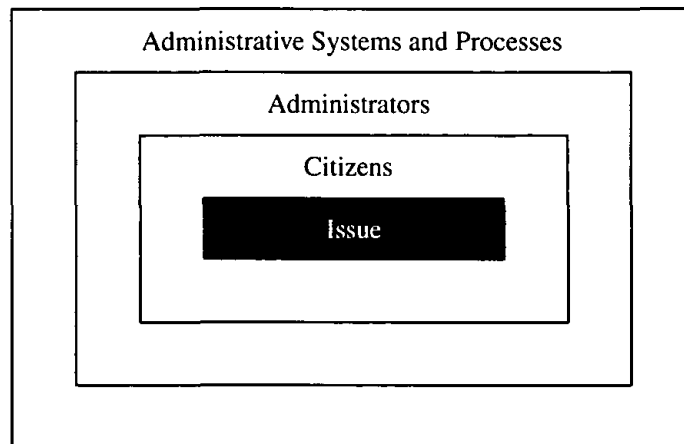 Administrative Systems and Processes
Administrators
Citizens
Issue